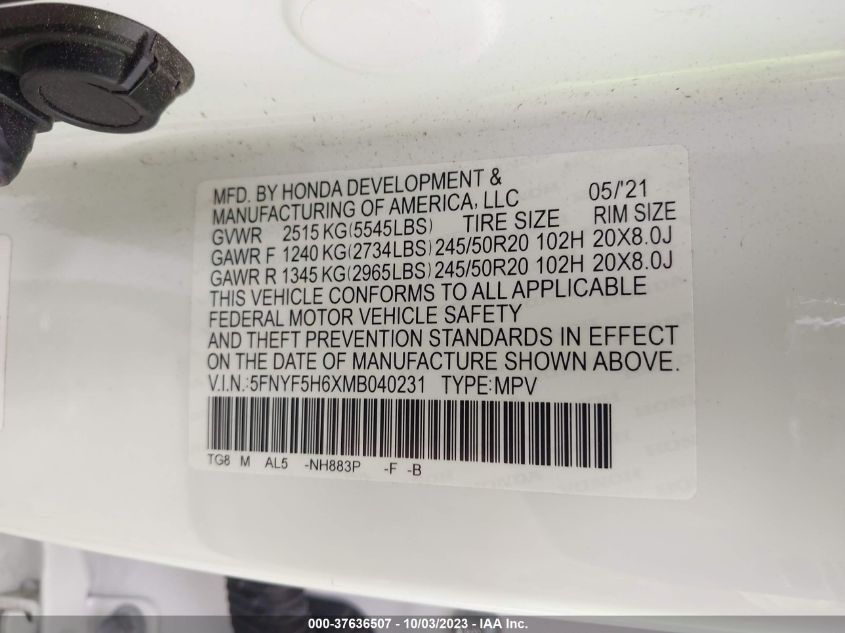 MFD. BY HONDA DEVELOPMENT &
MANUFACTURING OF AMERICA, LLC 05/'21
GVWR 2515 KG(5545LBS) TIRE SIZE RIM SIZE
GAWR F 1240 KG(2734LBS) 245/50R20 102H 20X8.0J
GAWR R 1345 KG(2965LBS) 245/50R20 102H 20X8.0J
THIS VEHICLE CONFORMS TO ALL APPLICABLE
FEDERAL MOTOR VEHICLE SAFETY
AND THEFT PREVENTION STANDARDS IN EFFECT
ON THE DATE OF MANUFACTURE SHOWN ABOVE.
V.I.N.:5FNYF5H6XMB040231 TYPE:MPV
TG8 M AL5 -NH883P -F -B
000-37636507 - 10/03/2023 - IAA Inc.